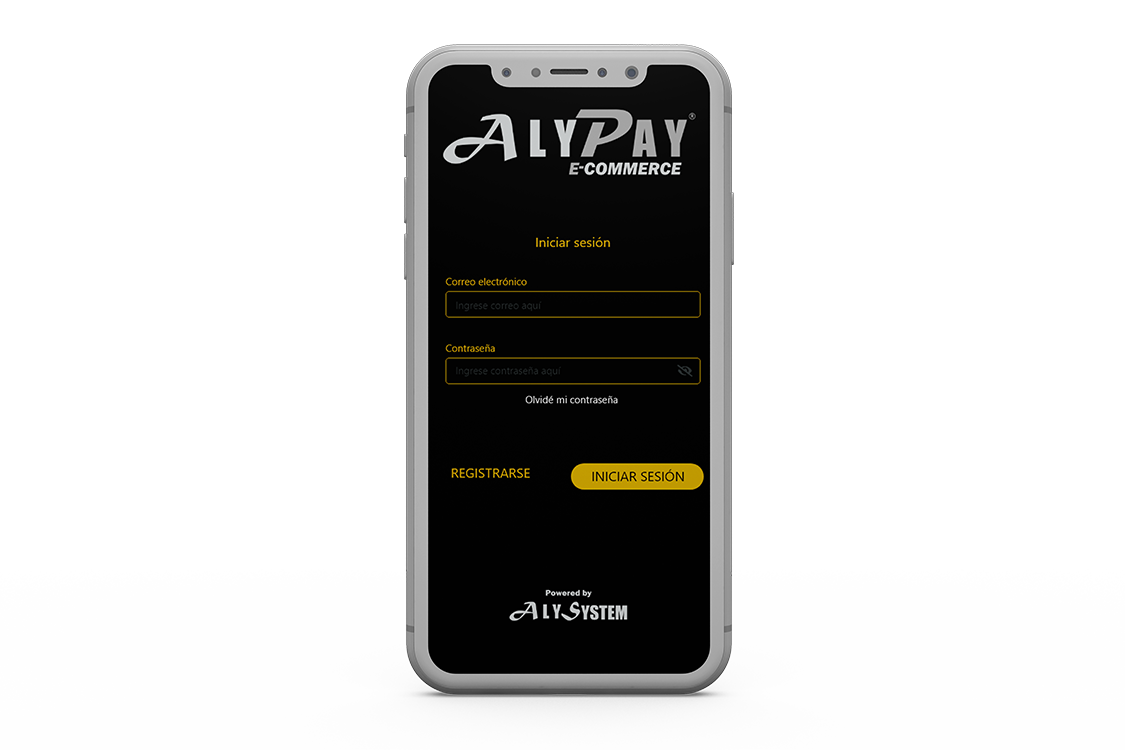 ALYPAY®
E-COMMERCE
Iniciar sesión
Correo electrónico
Ingrese correo aquí
Contraseña
Ingrese contraseña aquí
Olvidé mi contraseña
REGISTRARSE
INICIAR SESIÓN
Powered by
ALYSYSTEM